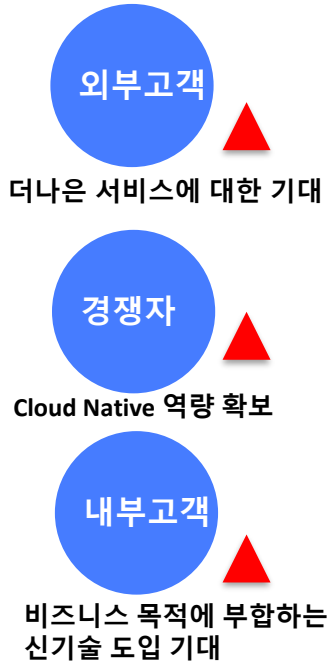 외부고객
더나은 서비스에 대한 기대
경쟁자
Cloud Native 역량 확보
내부고객
비즈니스 목적에 부합하는
신기술 도입 기대